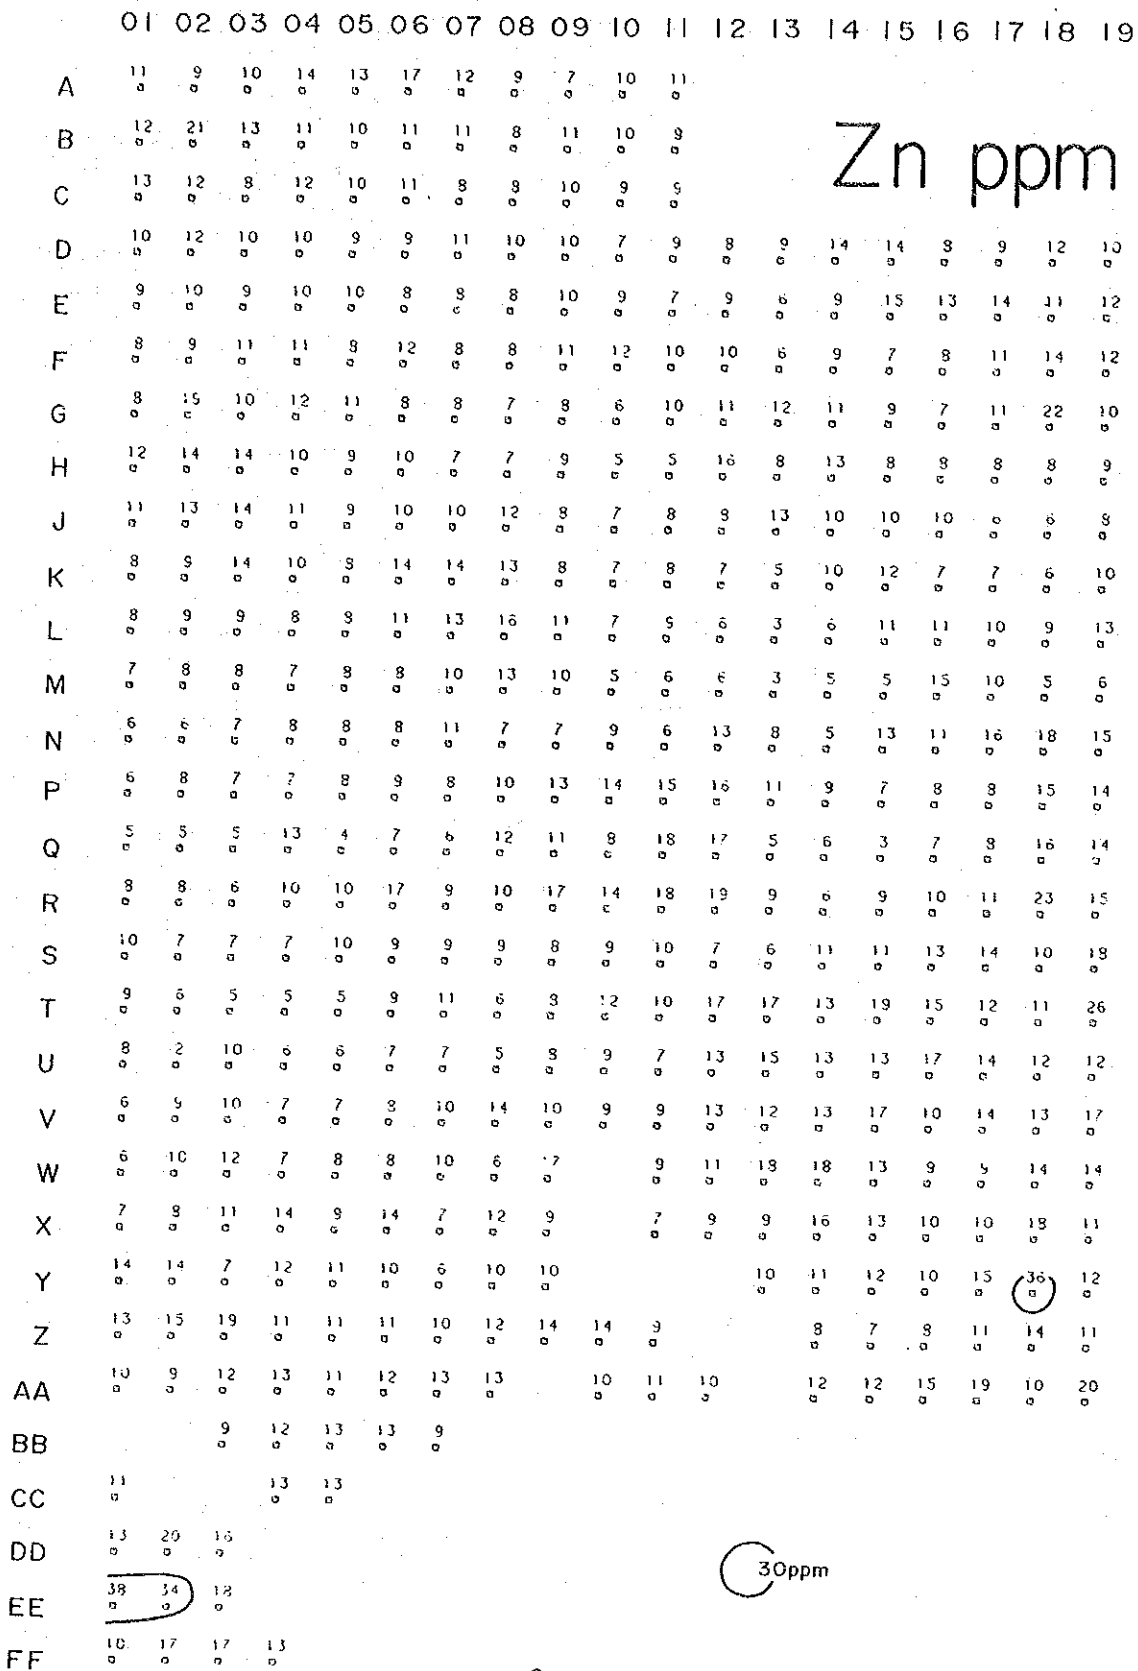 01 02 03 04 05 06 07 08 09 10 11 12 13 14 15 16 17 18 19
A 11 9 10 14 13 17 12 9 7 10 11
B 12 21 13 11 10 11 11 8 11 10 9
Zn ppm
C 13 12 8 12 10 11 8 9 10 9 9
D 10 12 10 10 9 9 11 10 10 7 9 8 9 14 14 8 9 12 10
E 9 10 9 10 10 8 8 10 9 7 9 6 9 15 13 14 11 12
F 8 9 11 11 9 12 8 8 11 12 10 10 6 9 7 8 11 14 12
G 8 15 10 12 11 8 8 7 8 6 10 11 12 11 9 7 11 22 10
H 12 14 14 10 9 10 7 7 9 5 5 16 8 13 8 8 8 8 9
J 11 13 14 11 9 10 10 12 8 7 8 9 13 10 10 10 6 6 9
K 8 9 14 10 9 14 14 13 8 7 8 7 5 10 12 7 7 6 10
L 8 9 9 8 9 11 13 16 11 7 6 3 6 11 11 10 9 13
M 7 8 8 7 8 8 10 13 10 5 6 6 3 5 5 15 10 5 6
N 6 6 7 8 8 8 11 7 7 9 6 13 8 5 13 11 16 18 15
P 6 8 7 7 8 9 8 10 13 14 15 16 11 9 7 8 8 15 14
Q 5 5 5 13 4 7 6 12 11 8 18 17 5 6 3 7 8 16 14
R 8 8 6 10 10 17 9 10 17 14 18 19 9 6 9 10 11 23 15
S 10 7 7 7 10 9 9 9 8 9 10 7 6 11 11 13 14 10 18
T 9 6 5 5 5 9 11 6 8 12 10 17 17 13 19 15 12 11 26
U 8 2 10 6 6 7 7 5 8 9 7 13 15 13 13 17 14 12 12
V 6 9 10 7 7 8 10 14 10 9 9 13 12 13 17 10 14 13 17
W 6 10 12 7 8 8 10 6 7 9 11 18 18 13 9 9 14 14
X 7 8 11 14 9 14 7 12 9 7 9 9 16 13 10 10 18 11
Y 14 14 7 12 11 10 6 10 10 10 11 12 10 15 36 12
Z 13 15 19 11 11 11 10 12 14 14 9 8 7 8 11 14 11
AA 10 9 12 13 11 12 13 13 10 11 10 12 12 15 19 10 20
BB 9 12 13 13 9
CC 11 13 13
DD 13 20 16
30ppm
EE 38 34 18
FF 10 17 17 13